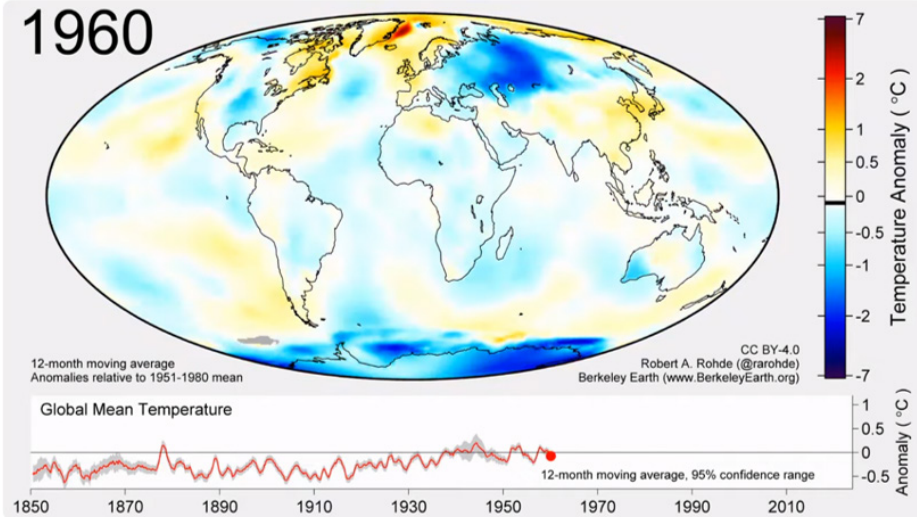 1960
7
2
1
0.5
0
-0.5
-1
-2
-7
Temperature Anomaly ( °C )
12-month moving average
Anomalies relative to 1951-1980 mean
CC BY-4.0
Robert A. Rohde (@rarohde)
Berkeley Earth (www.BerkeleyEarth.org)
Global Mean Temperature
1
0.5
0
-0.5
Anomaly ( °C )
12-month moving average, 95% confidence range
1850 1870 1890 1910 1930 1950 1970 1990 2010